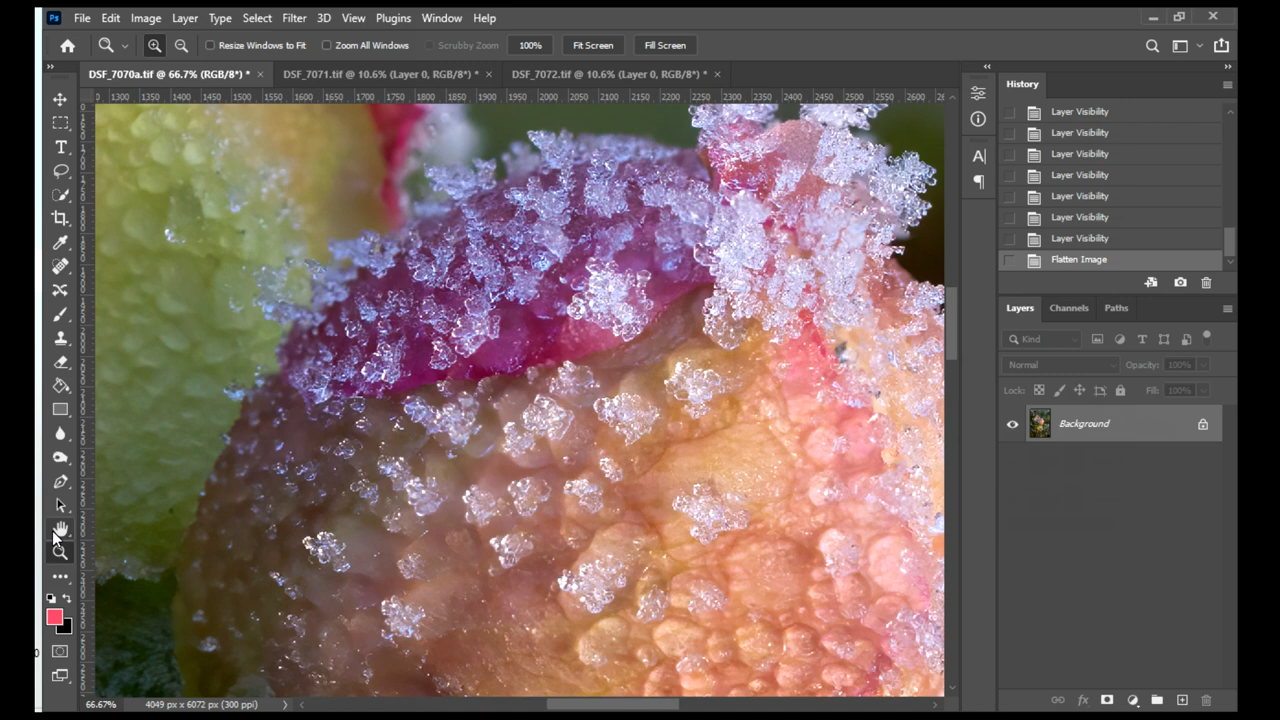 Ps File Edit Image Layer Type Select Filter 3D View Plugins Window Help
Resize Windows to Fit Zoom All Windows Scrubby Zoom 100% Fit Screen Fill Screen
DSF_7070a.tif @ 66.7% (RGB/8*) * DSF_7071.tif @ 10.6% (Layer 0, RGB/8*) * DSF_7072.tif @ 10.6% (Layer 0, RGB/8*) *
1300 1350 1400 1450 1500 1550 1600 1650 1700 1750 1800 1850 1900 1950 2000 2050 2100 2150 2200 2250 2300 2350 2400 2450 2500 2550 2600
History
Layer Visibility
Layer Visibility
Layer Visibility
Layer Visibility
Layer Visibility
Layer Visibility
Layer Visibility
Flatten Image
Layers Channels Paths
Kind
Normal Opacity: 100%
Lock: Fill: 100%
Background
66.67% 4049 px x 6072 px (300 ppi)